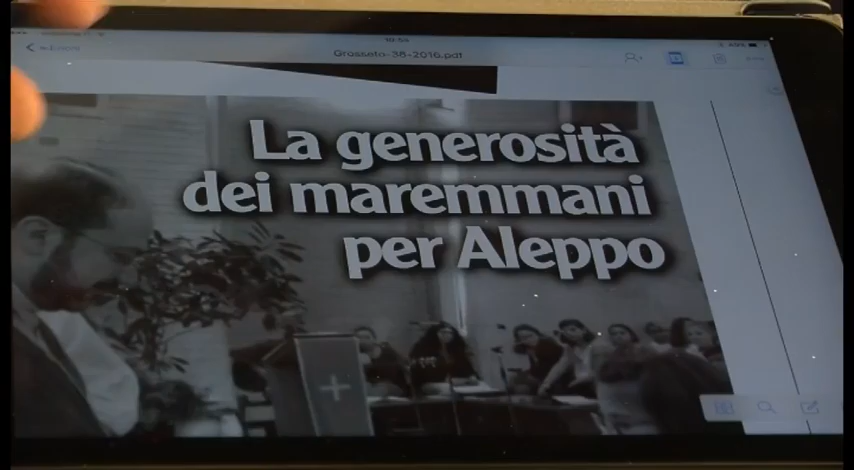 Grosseto-38-2016.pdf
La generosità
dei maremmani
per Aleppo